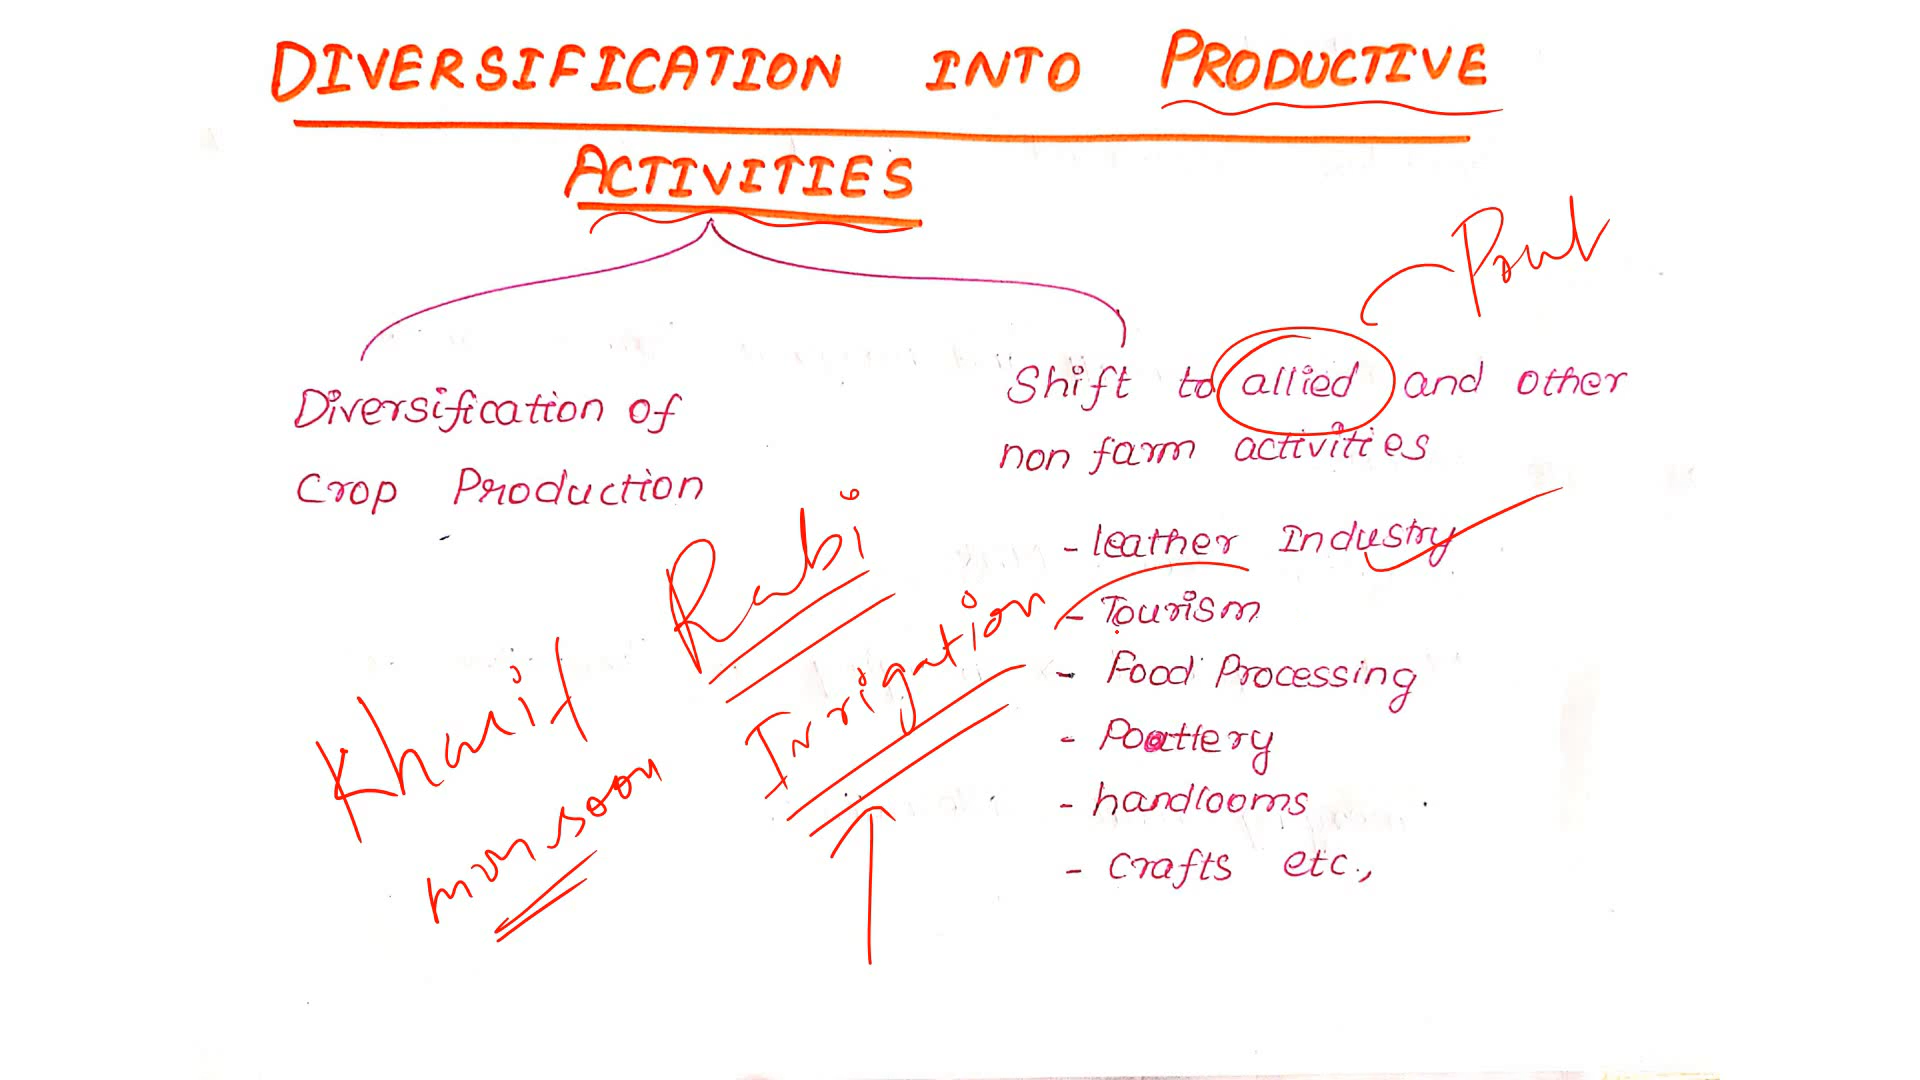 DIVERSIFICATION INTO PRODUCTIVE
ACTIVITIES
Diversification of
Crop Production
Shift to allied and other
non farm activities
- leather Industry
- Tourism
- Food Processing
- Poattery
- handlooms
- crafts etc.,
Rabi
Irrigation
Kharif
monsoon